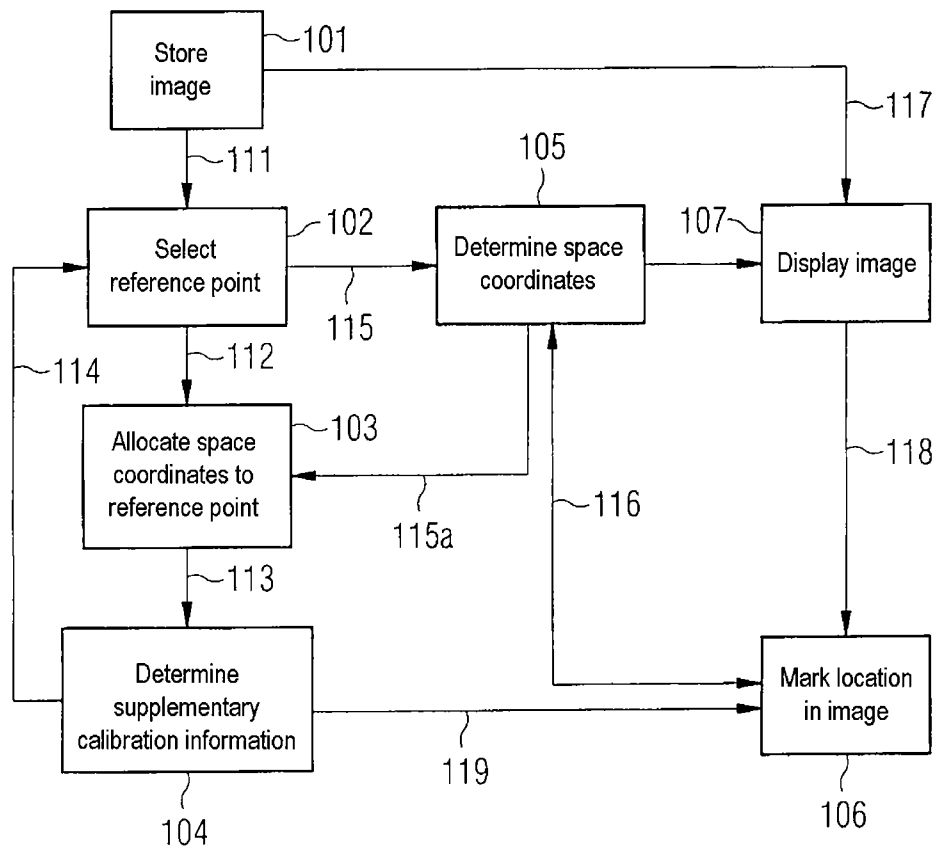 Store
image
101
117
111
105
102
107
Select
reference point
Determine space
coordinates
Display image
115
112
114
103
Allocate space
coordinates to
reference point
118
116
115a
113
Determine
supplementary
calibration information
Mark location
in image
119
104
106